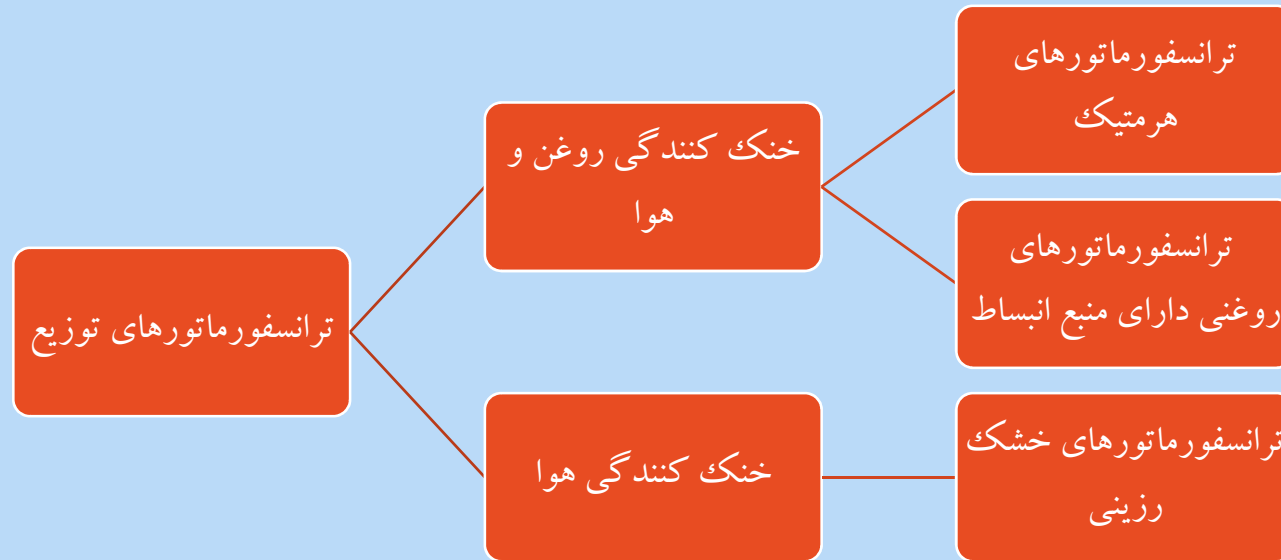 ترانسفورماتورهای توزیع
خنک کنندگی روغن و
هوا
ترانسفورماتورهای
هرمتیک
ترانسفورماتورهای
روغنی دارای منبع انبساط
خنک کنندگی هوا
ترانسفورماتورهای خشک
رزینی